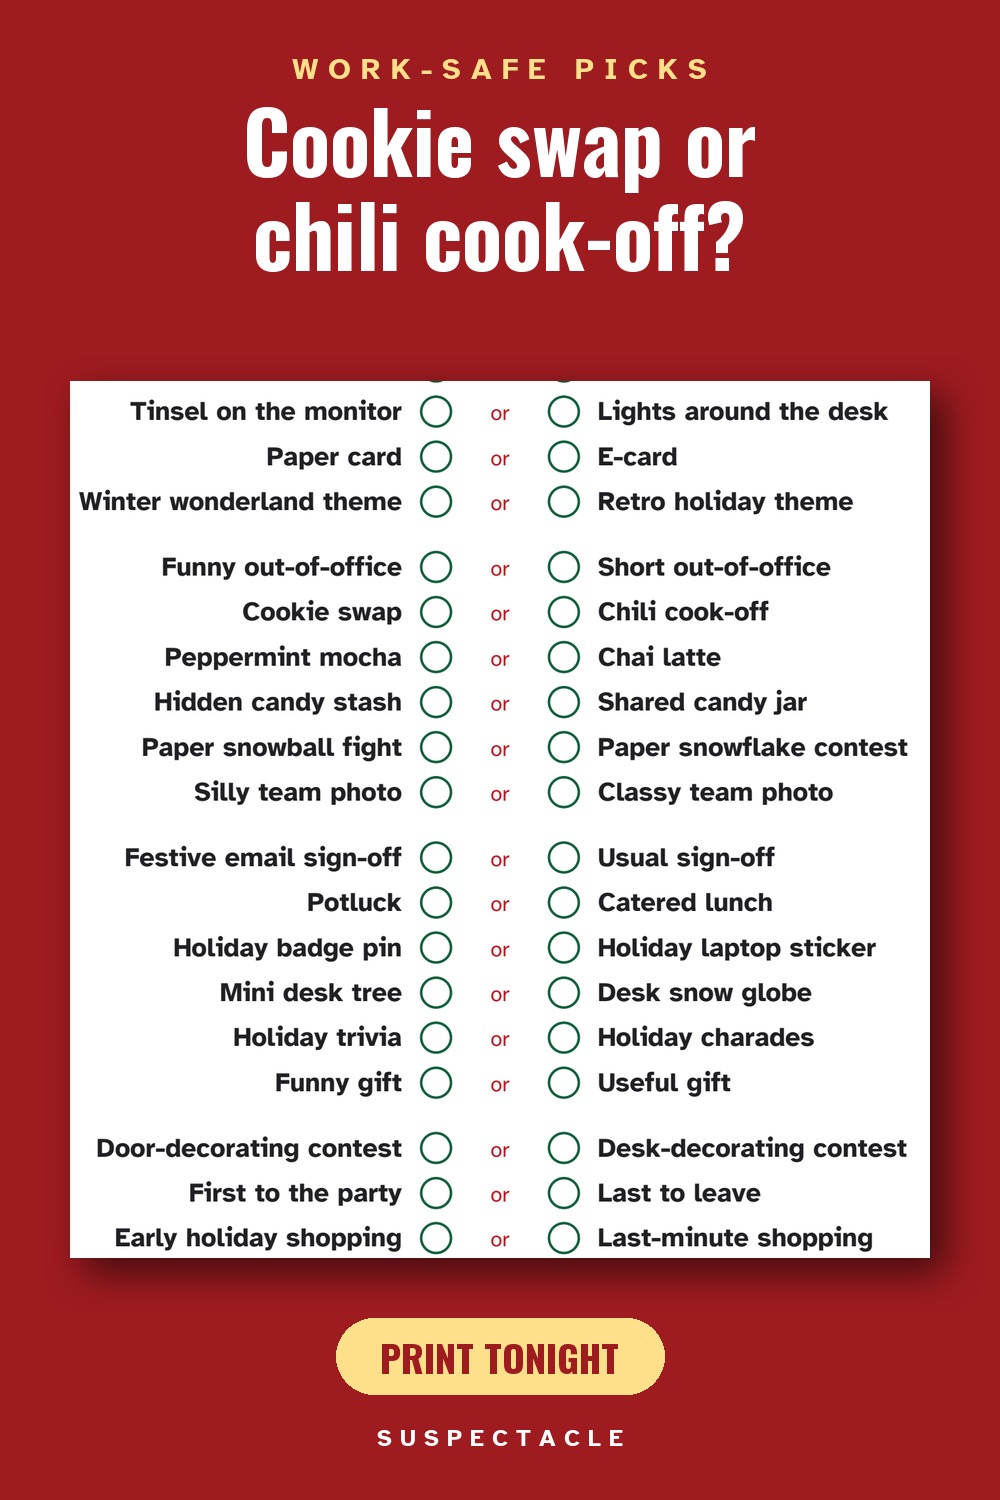 WORK-SAFE PICKS
Cookie swap or
chili cook-off?
Tinsel on the monitor or Lights around the desk
Paper card or E-card
Winter wonderland theme or Retro holiday theme
Funny out-of-office or Short out-of-office
Cookie swap or Chili cook-off
Peppermint mocha or Chai latte
Hidden candy stash or Shared candy jar
Paper snowball fight or Paper snowflake contest
Silly team photo or Classy team photo
Festive email sign-off or Usual sign-off
Potluck or Catered lunch
Holiday badge pin or Holiday laptop sticker
Mini desk tree or Desk snow globe
Holiday trivia or Holiday charades
Funny gift or Useful gift
Door-decorating contest or Desk-decorating contest
First to the party or Last to leave
Early holiday shopping or Last-minute shopping
PRINT TONIGHT
SUSPECTACLE